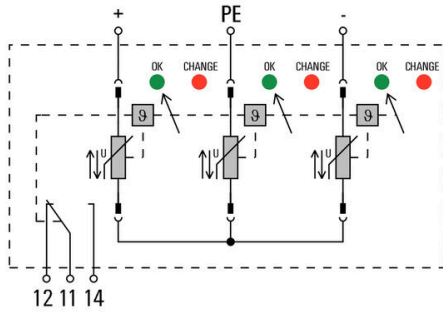 + PE -
OK CHANGE OK CHANGE OK CHANGE
ϑ ϑ ϑ
U U U
12 11 14